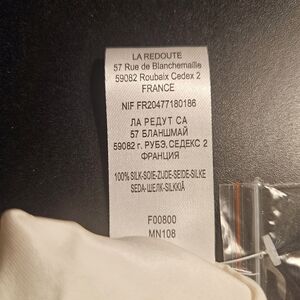 LA REDOUTE
57 Rue de Blanchemaille
59082 Roubaix Cedex 2
FRANCE
NIF FR20477180186
ЛА РЕДУТ СА
57 БЛАНШМАЙ
59082 г. РУБЭ, СЕДЕКС 2
ФРАНЦИЯ
100% SILK-SOIE-ZIJDE-SEIDE-SILKE
SEDA-ШЕЛК-SILKKIÄ
F00800
MN108